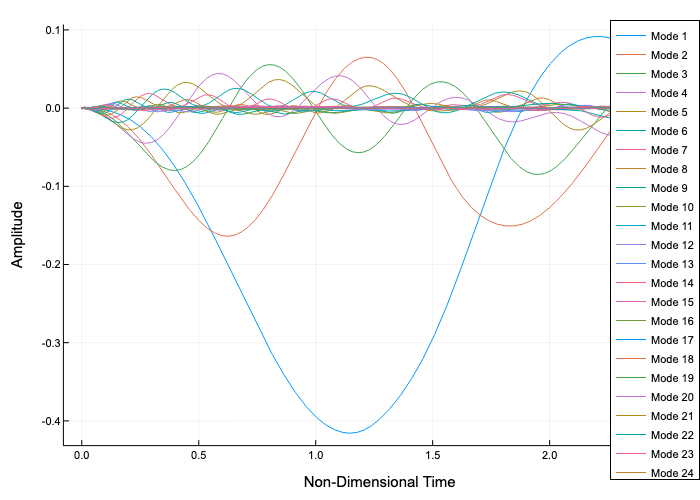 0.1
0.0
-0.1
-0.2
-0.3
-0.4
Amplitude
0.0 0.5 1.0 1.5 2.0
Non-Dimensional Time
Mode 1
Mode 2
Mode 3
Mode 4
Mode 5
Mode 6
Mode 7
Mode 8
Mode 9
Mode 10
Mode 11
Mode 12
Mode 13
Mode 14
Mode 15
Mode 16
Mode 17
Mode 18
Mode 19
Mode 20
Mode 21
Mode 22
Mode 23
Mode 24